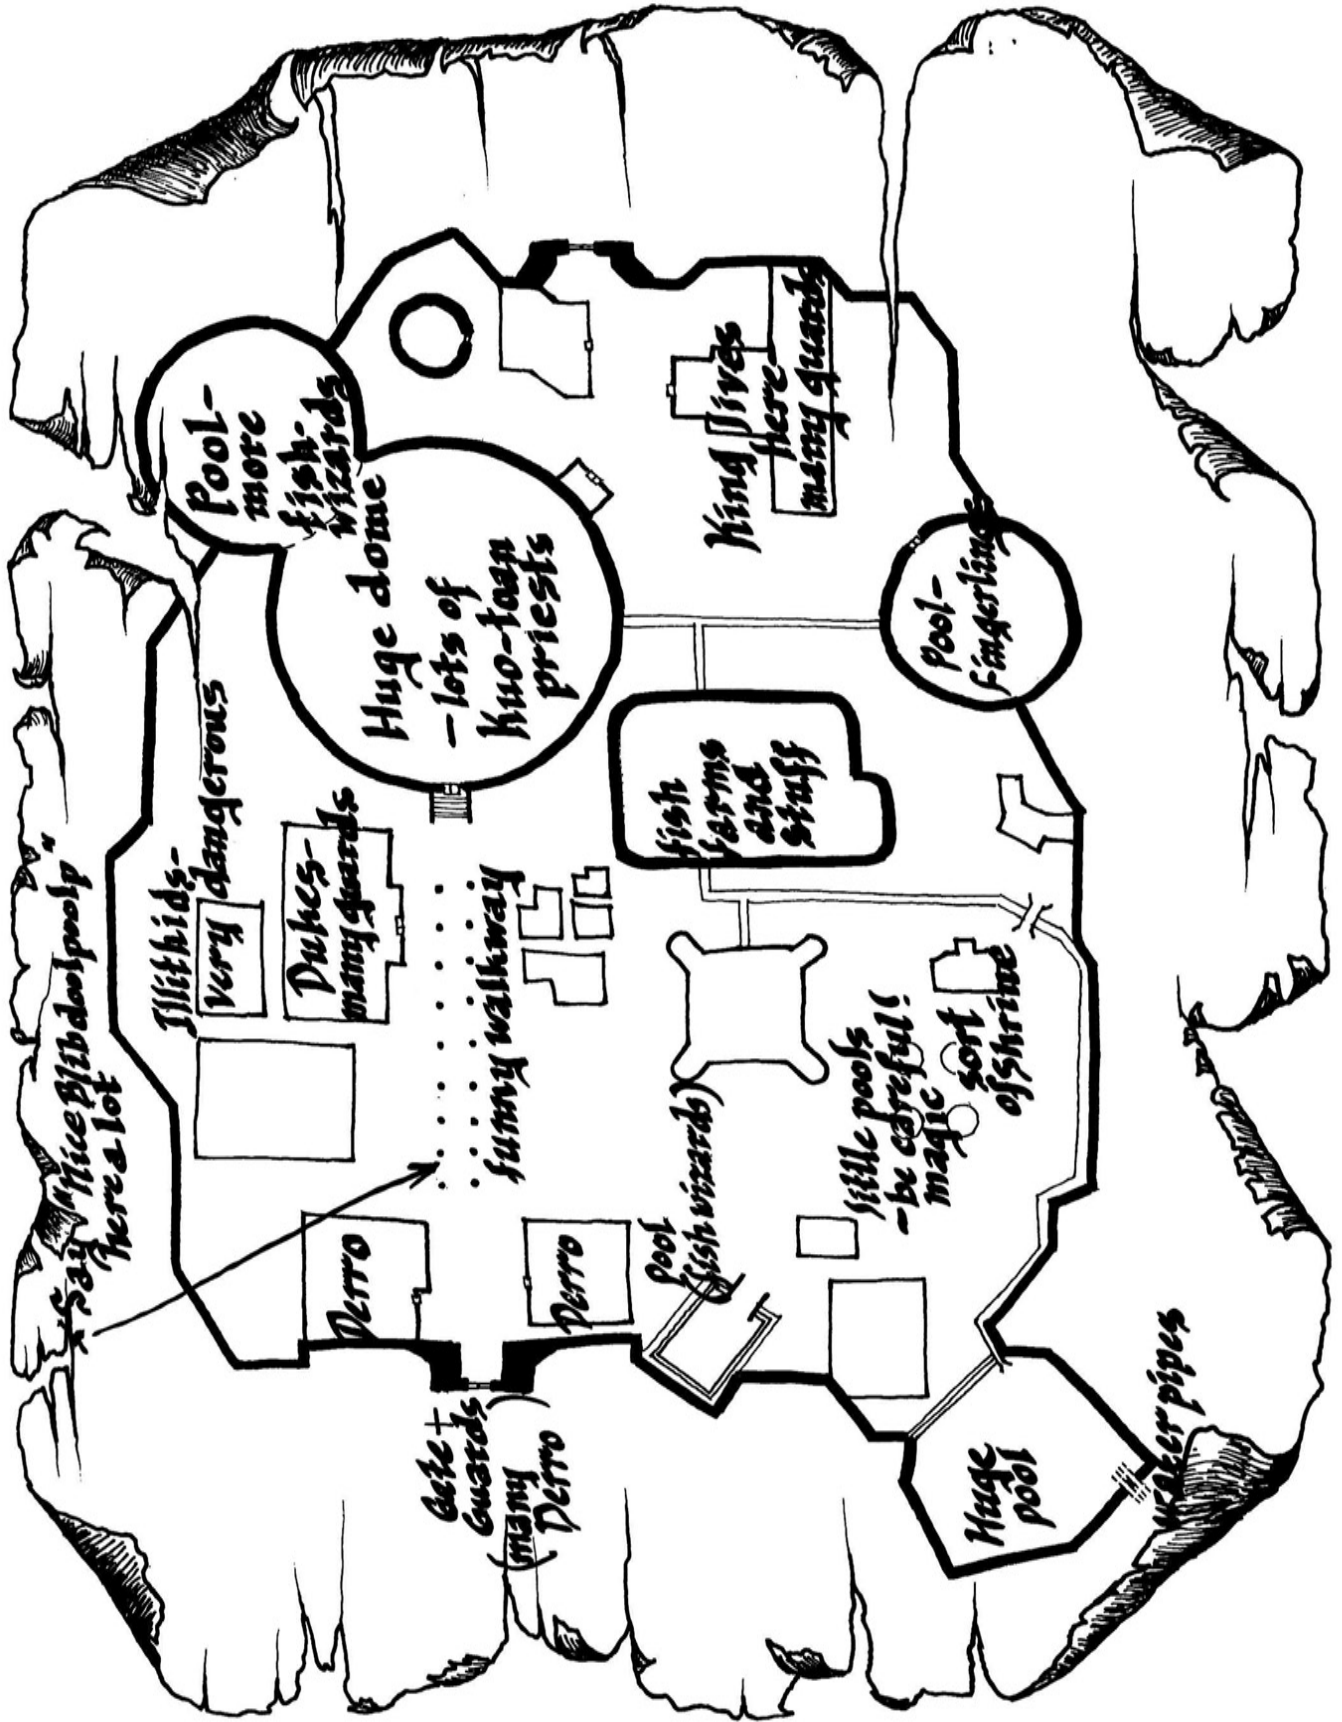 "Say "Nice Blibdoolpoolp"
here a lot
Illithids-
very dangerous
Dukes-
many guards
Pool-
more
fish-
wizards
Huge dome
-lots of
Kuo-toan
priests
Derro
funny walkway
Gate +
Guards
(many)
Derro
Derro
fish
farms
and
stuff
King lives
here-
many guards
pool
(fish wizards)
little pools
-be careful!
magic
sort
of shrine
Pool-
fingerlings
Huge
pool
water pipes